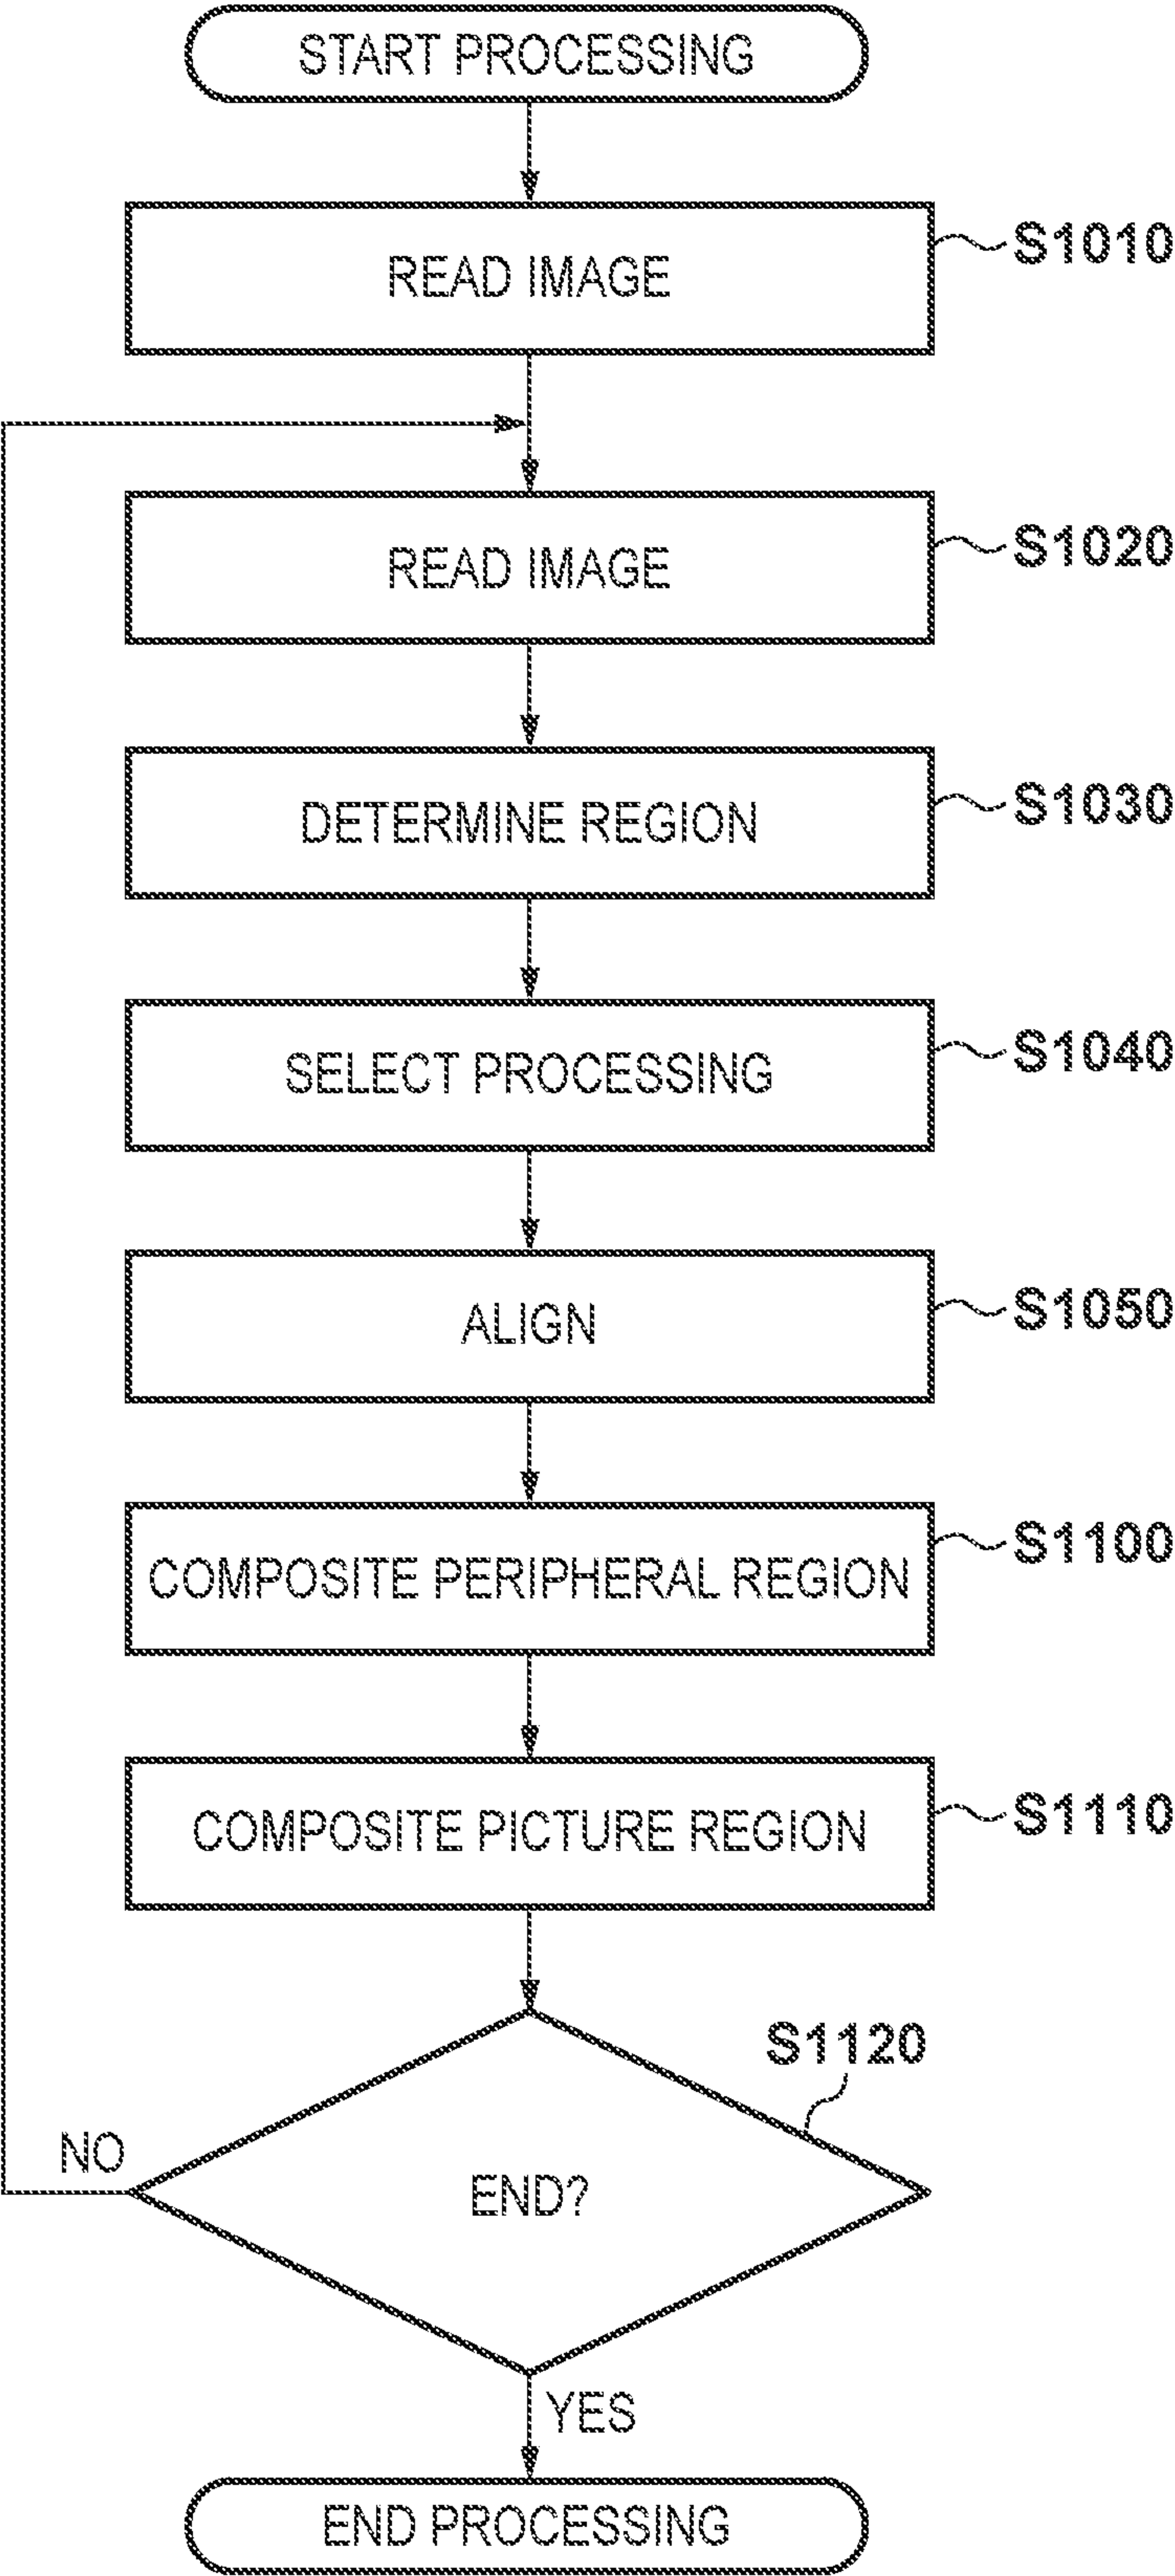 START PROCESSING
READ IMAGE
S1010
READ IMAGE
S1020
DETERMINE REGION
S1030
SELECT PROCESSING
S1040
ALIGN
S1050
COMPOSITE PERIPHERAL REGION
S1100
COMPOSITE PICTURE REGION
S1110
S1120
NO
END?
YES
END PROCESSING